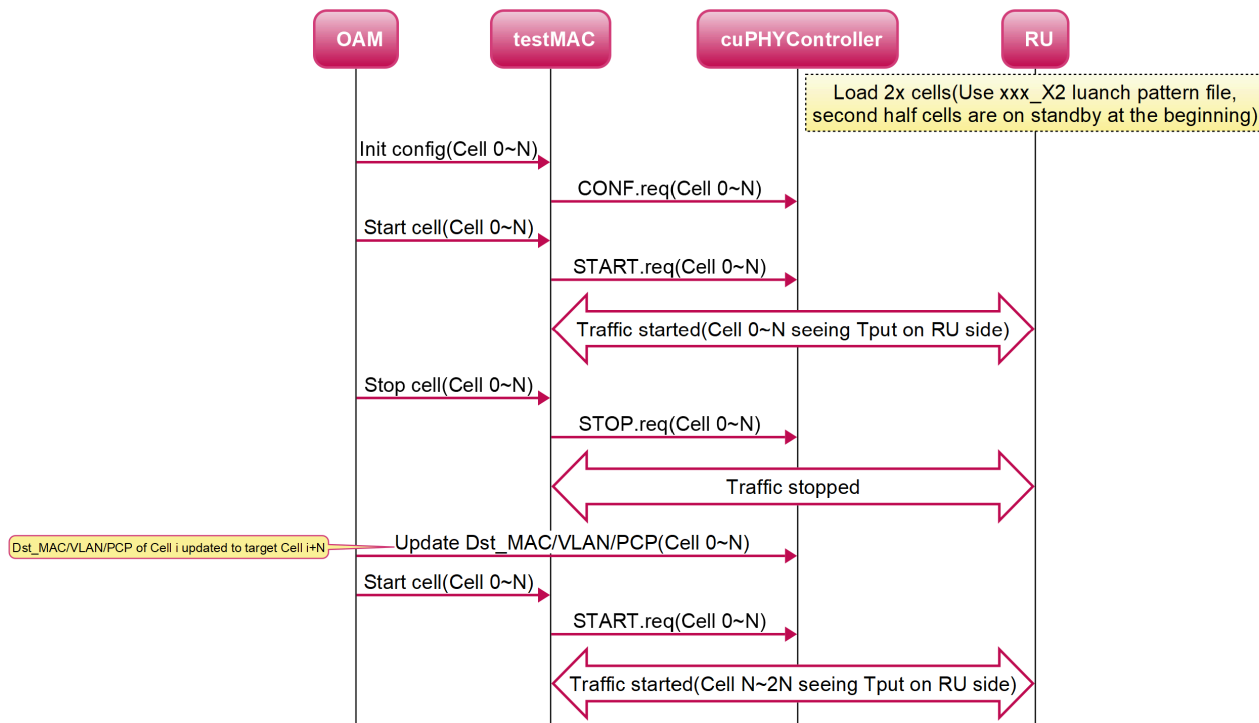 OAM
testMAC
cuPHYController
RU
Load 2x cells(Use xxx_X2 luanch pattern file,
second half cells are on standby at the beginning)
Init config(Cell 0~N)
CONF.req(Cell 0~N)
Start cell(Cell 0~N)
START.req(Cell 0~N)
Traffic started(Cell 0~N seeing Tput on RU side)
Stop cell(Cell 0~N)
STOP.req(Cell 0~N)
Traffic stopped
Dst_MAC/VLAN/PCP of Cell i updated to target Cell i+N
Update Dst_MAC/VLAN/PCP(Cell 0~N)
Start cell(Cell 0~N)
START.req(Cell 0~N)
Traffic started(Cell N~2N seeing Tput on RU side)